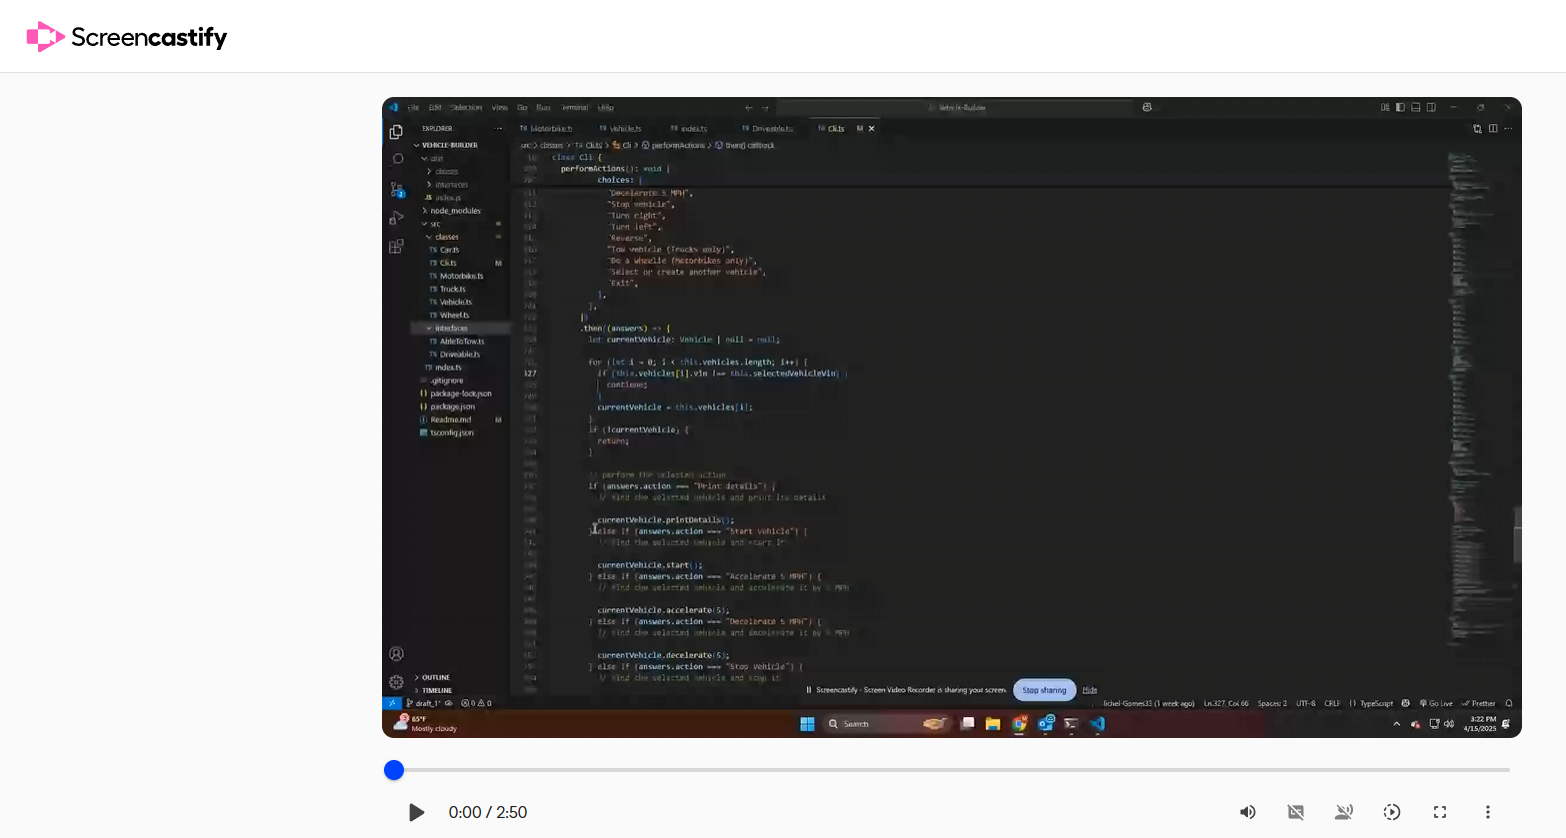 Screencastify
File Edit Selection View Go Run Terminal Help
Vehicle-Builder
EXPLORER
Motorbike.ts Vehicle.ts index.ts Driveable.ts Cli.ts M
VEHICLE-BUILDER
src > classes > TS Cli.ts > Cli > performActions > then() callback
dist
classes
interfaces
JS index.js
node_modules
src
classes
TS Car.ts
TS Cli.ts M
TS Motorbike.ts
TS Truck.ts
TS Vehicle.ts
TS Wheel.ts
interfaces
TS AbleToTow.ts
TS Driveable.ts
TS index.ts
.gitignore
{} package-lock.json
{} package.json
Readme.md M
tsconfig.json
OUTLINE
TIMELINE
class Cli {
performActions(): void {
choices: [
"Decelerate 5 MPH",
"Stop vehicle",
"Turn right",
"Turn left",
"Reverse",
"Tow vehicle (Trucks only)",
"Do a wheelie (Motorbikes only)",
"Select or create another vehicle",
"Exit",
],
},
])
.then((answers) => {
let currentVehicle: Vehicle | null = null;
for (let i = 0; i < this.vehicles.length; i++) {
327 if (this.vehicles[i].vin !== this.selectedVehicleVin) {
continue;
}
currentVehicle = this.vehicles[i];
}
if (!currentVehicle) {
return;
}
// perform the selected action
if (answers.action === "Print details") {
// find the selected vehicle and print its details
currentVehicle.printDetails();
} else if (answers.action === "Start vehicle") {
// find the selected vehicle and start it
currentVehicle.start();
} else if (answers.action === "Accelerate 5 MPH") {
// find the selected vehicle and accelerate it by 5 MPH
currentVehicle.accelerate(5);
} else if (answers.action === "Decelerate 5 MPH") {
// find the selected vehicle and decelerate it by 5 MPH
currentVehicle.decelerate(5);
} else if (answers.action === "Stop vehicle") {
// find the selected vehicle and stop it
Screencastify - Screen Video Recorder is sharing your screen. Stop sharing Hide
draft_1* 0 0 (1 week ago) Ln 327, Col 66 Spaces: 2 UTF-8 CRLF {} TypeScript Go Live Prettier
65°F
Mostly cloudy
Search
3:22 PM
4/15/2025
0:00 / 2:50